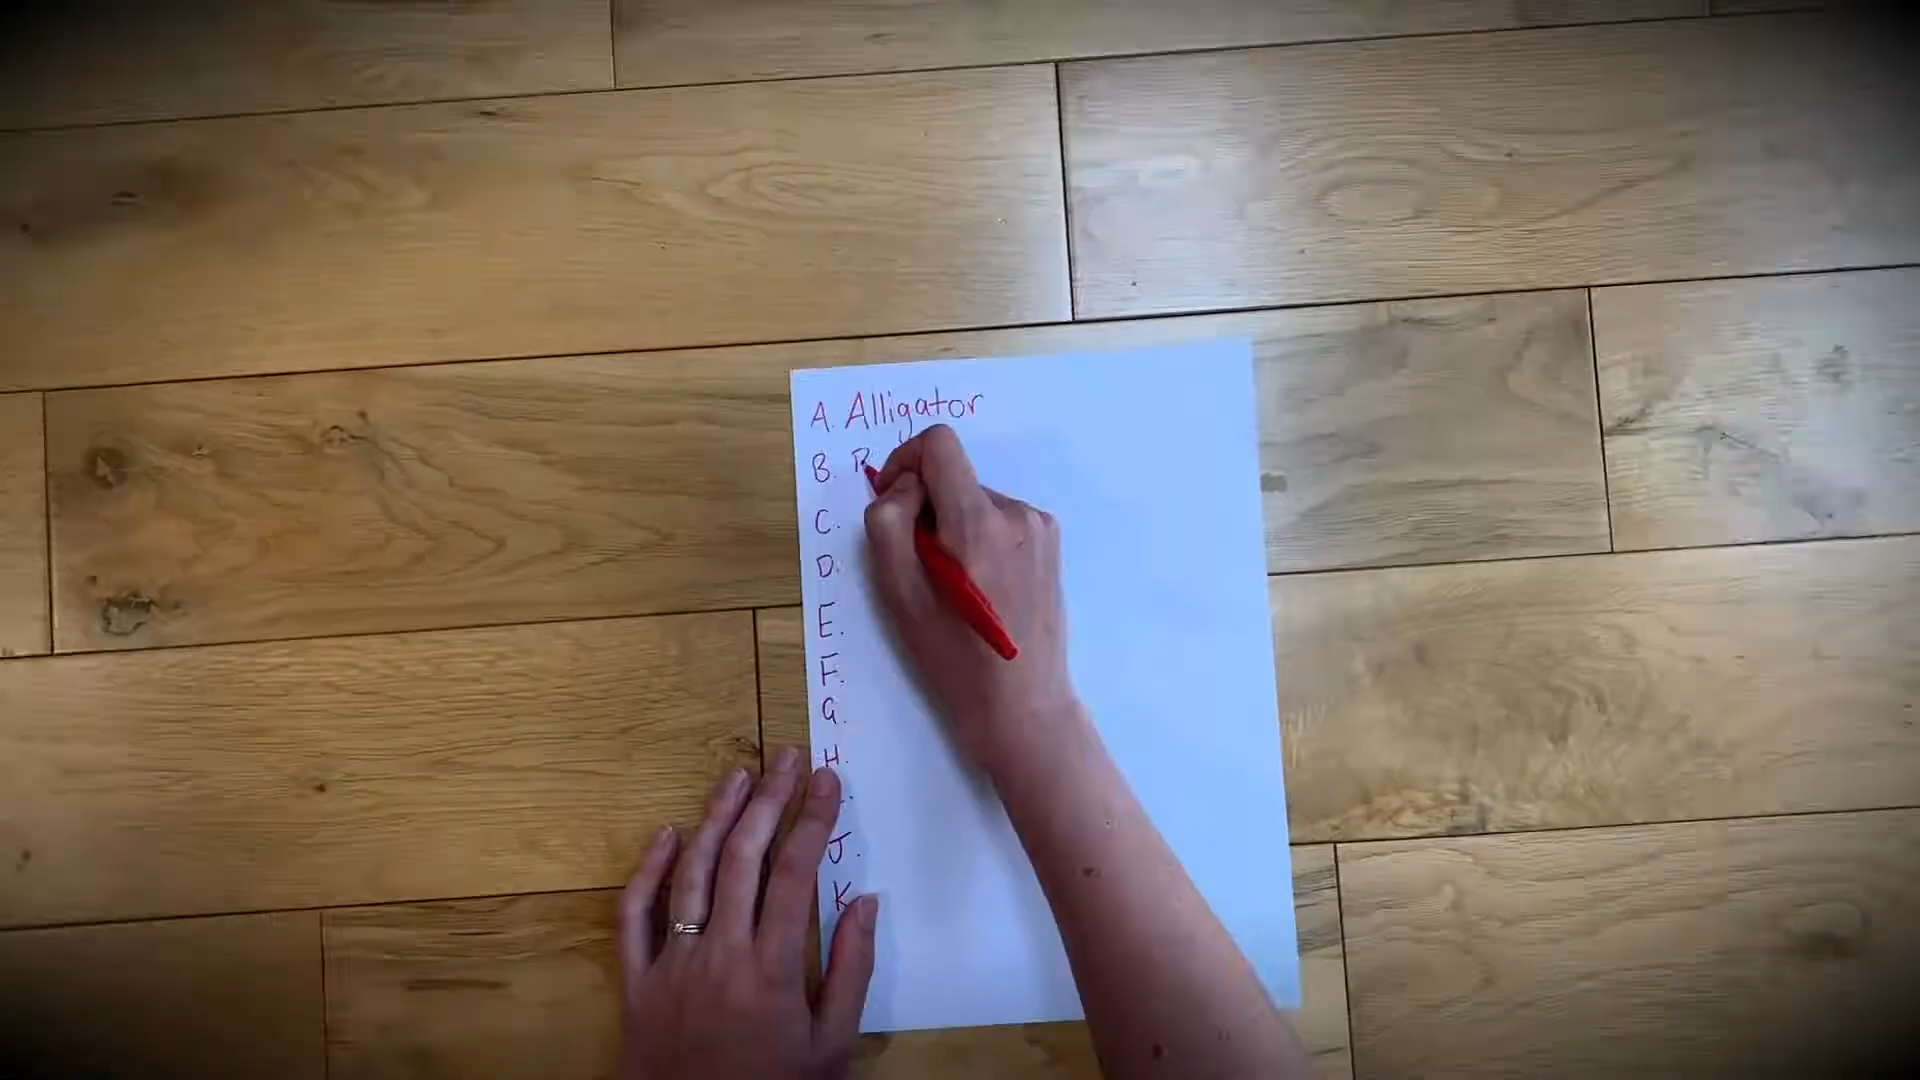 A. Alligator
B. B
C.
D.
E.
F.
G.
H.
J.
K